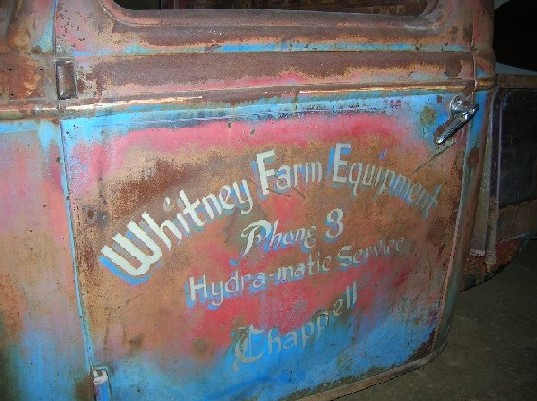 Whitney Farm Equipment
Phone 8
Hydra-matic Service
Chappell